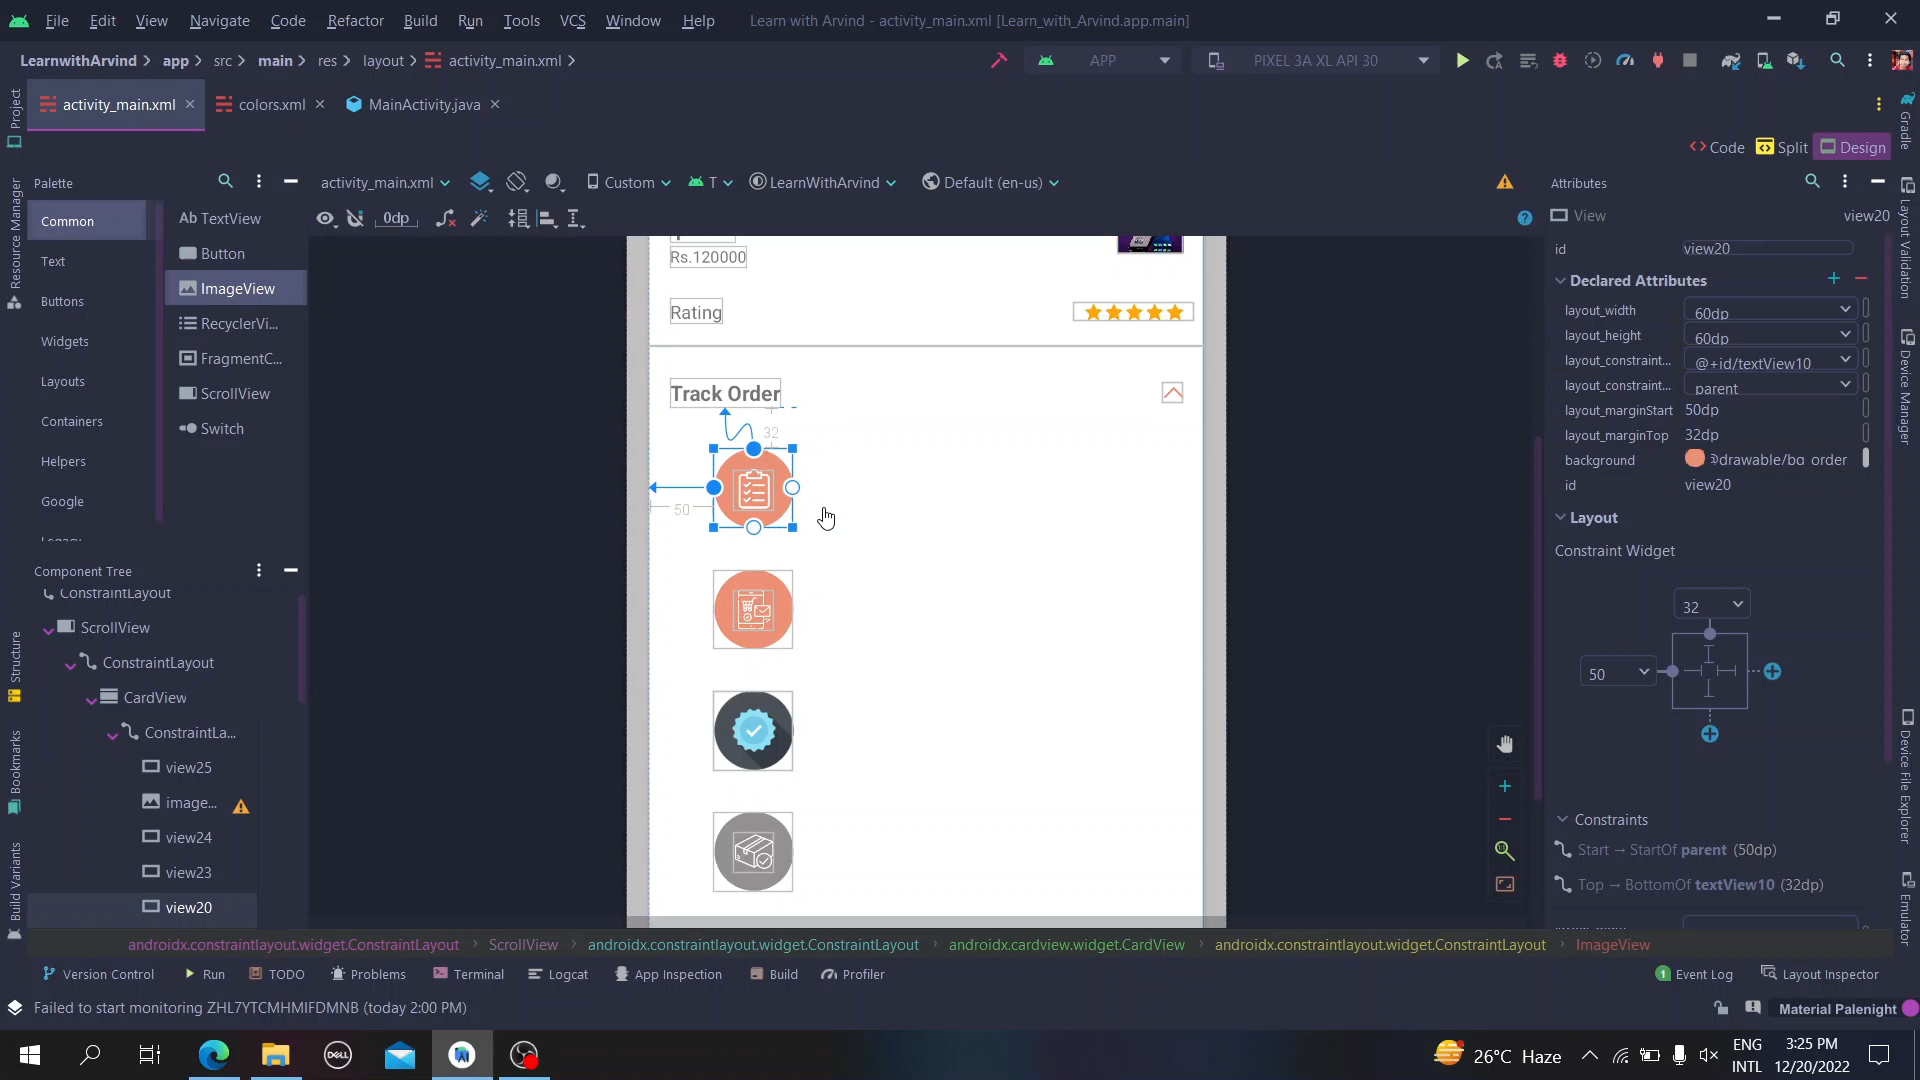 File Edit View Navigate Code Refactor Build Run Tools VCS Window Help Learn with Arvind - activity_main.xml [Learn_with_Arvind.app.main]
LearnwithArvind app src main res layout activity_main.xml APP PIXEL 3A XL API 30
activity_main.xml colors.xml MainActivity.java
Code Split Design
Palette activity_main.xml Custom T LearnWithArvind Default (en-us) Attributes
Common Ab TextView 0dp View view20
Button id view20
Text Declared Attributes
ImageView layout_width 60dp
Buttons RecyclerVi... layout_height 60dp
Widgets FragmentC... layout_constraint... @+id/textView10
Layouts ScrollView layout_constraint... parent
Containers Switch layout_marginStart 50dp
layout_marginTop 32dp
Helpers background @drawable/bg_order
Google id view20
Legacy Layout
Constraint Widget
32
50
Constraints
Start → StartOf parent (50dp)
Top → BottomOf textView10 (32dp)
Rs.120000
Rating
Track Order
32
50
Component Tree
ConstraintLayout
ScrollView
ConstraintLayout
CardView
ConstraintLa...
view25
image...
view24
view23
view20
Project
Resource Manager
Structure
Bookmarks
Build Variants
Gradle
Layout Validation
Device Manager
Device File Explorer
Emulator
androidx.constraintlayout.widget.ConstraintLayout ScrollView androidx.constraintlayout.widget.ConstraintLayout androidx.cardview.widget.CardView androidx.constraintlayout.widget.ConstraintLayout ImageView
Version Control Run TODO Problems Terminal Logcat App Inspection Build Profiler 1 Event Log Layout Inspector
Failed to start monitoring ZHL7YTCMHMIFDMNB (today 2:00 PM) Material Palenight
DELL 26°C Haze ENG 3:25 PM
INTL 12/20/2022